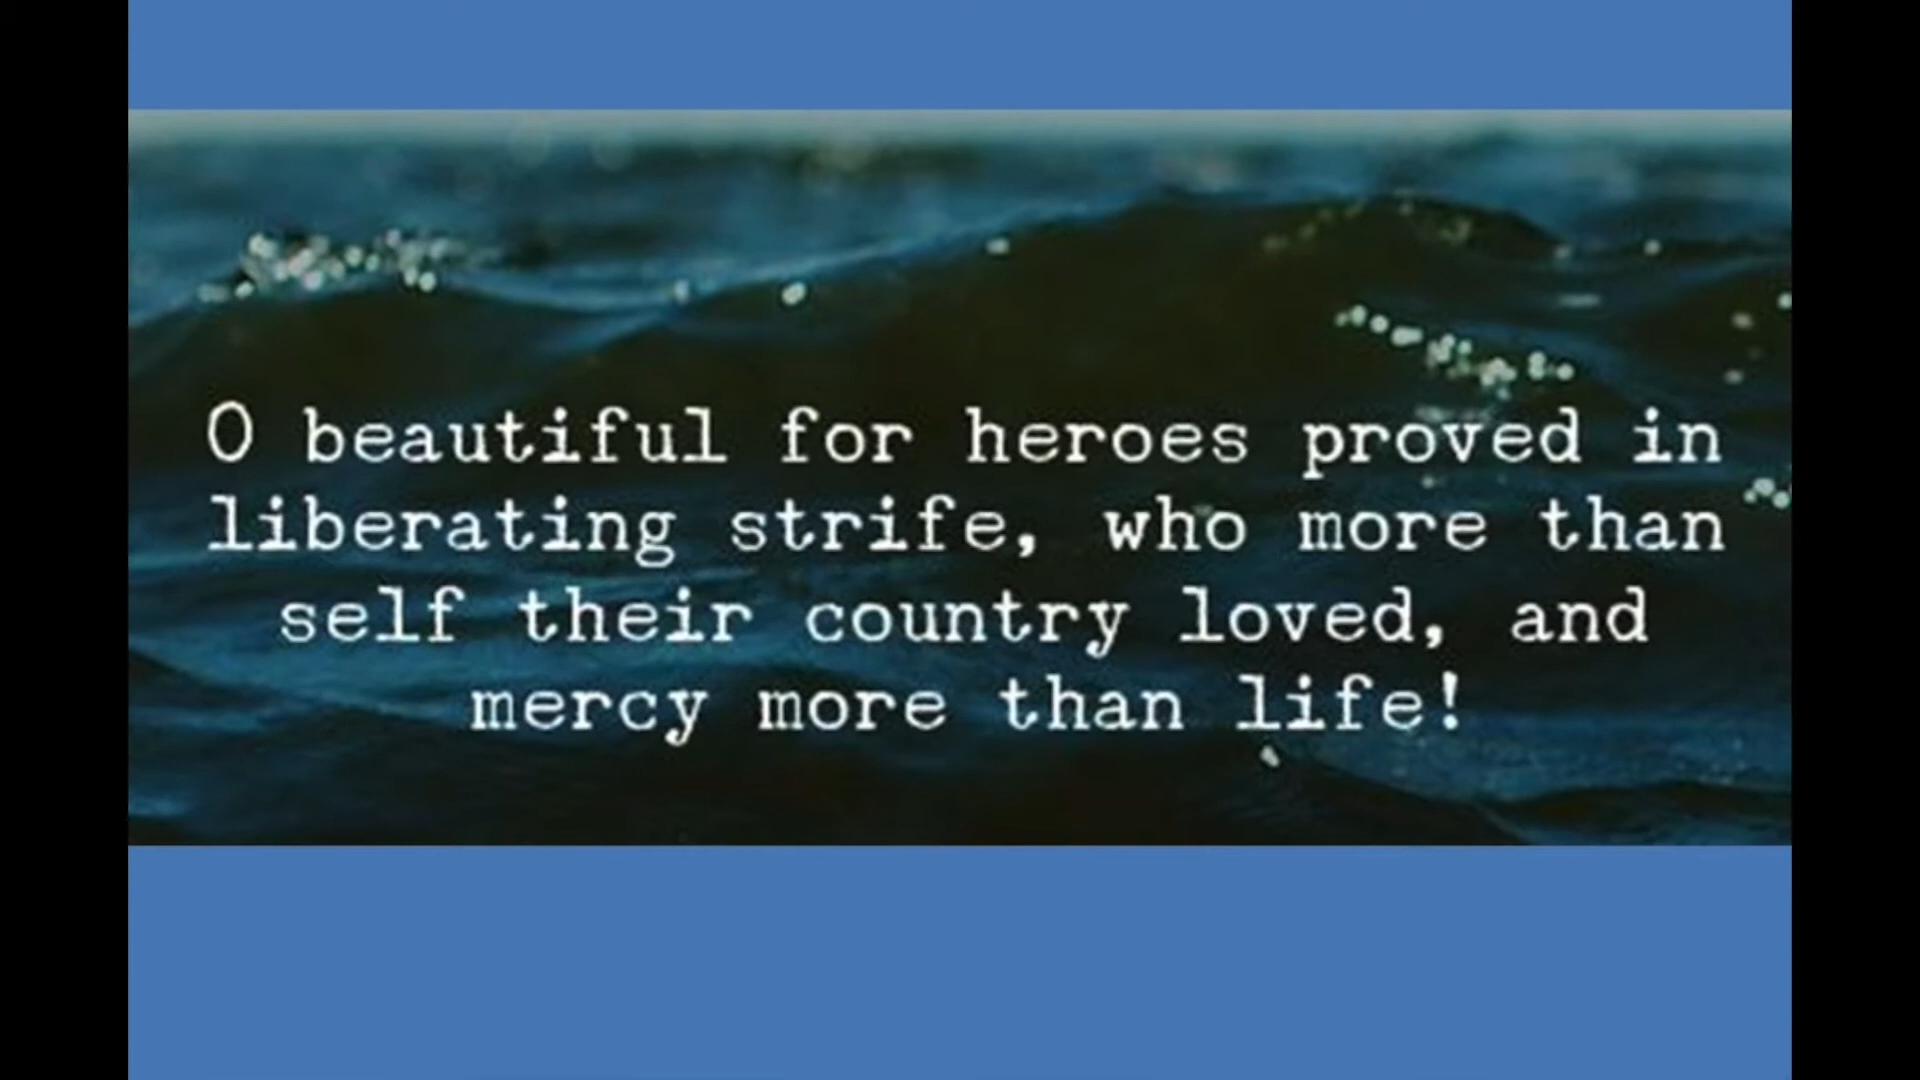 O beautiful for heroes proved in
liberating strife, who more than
self their country loved, and
mercy more than life!